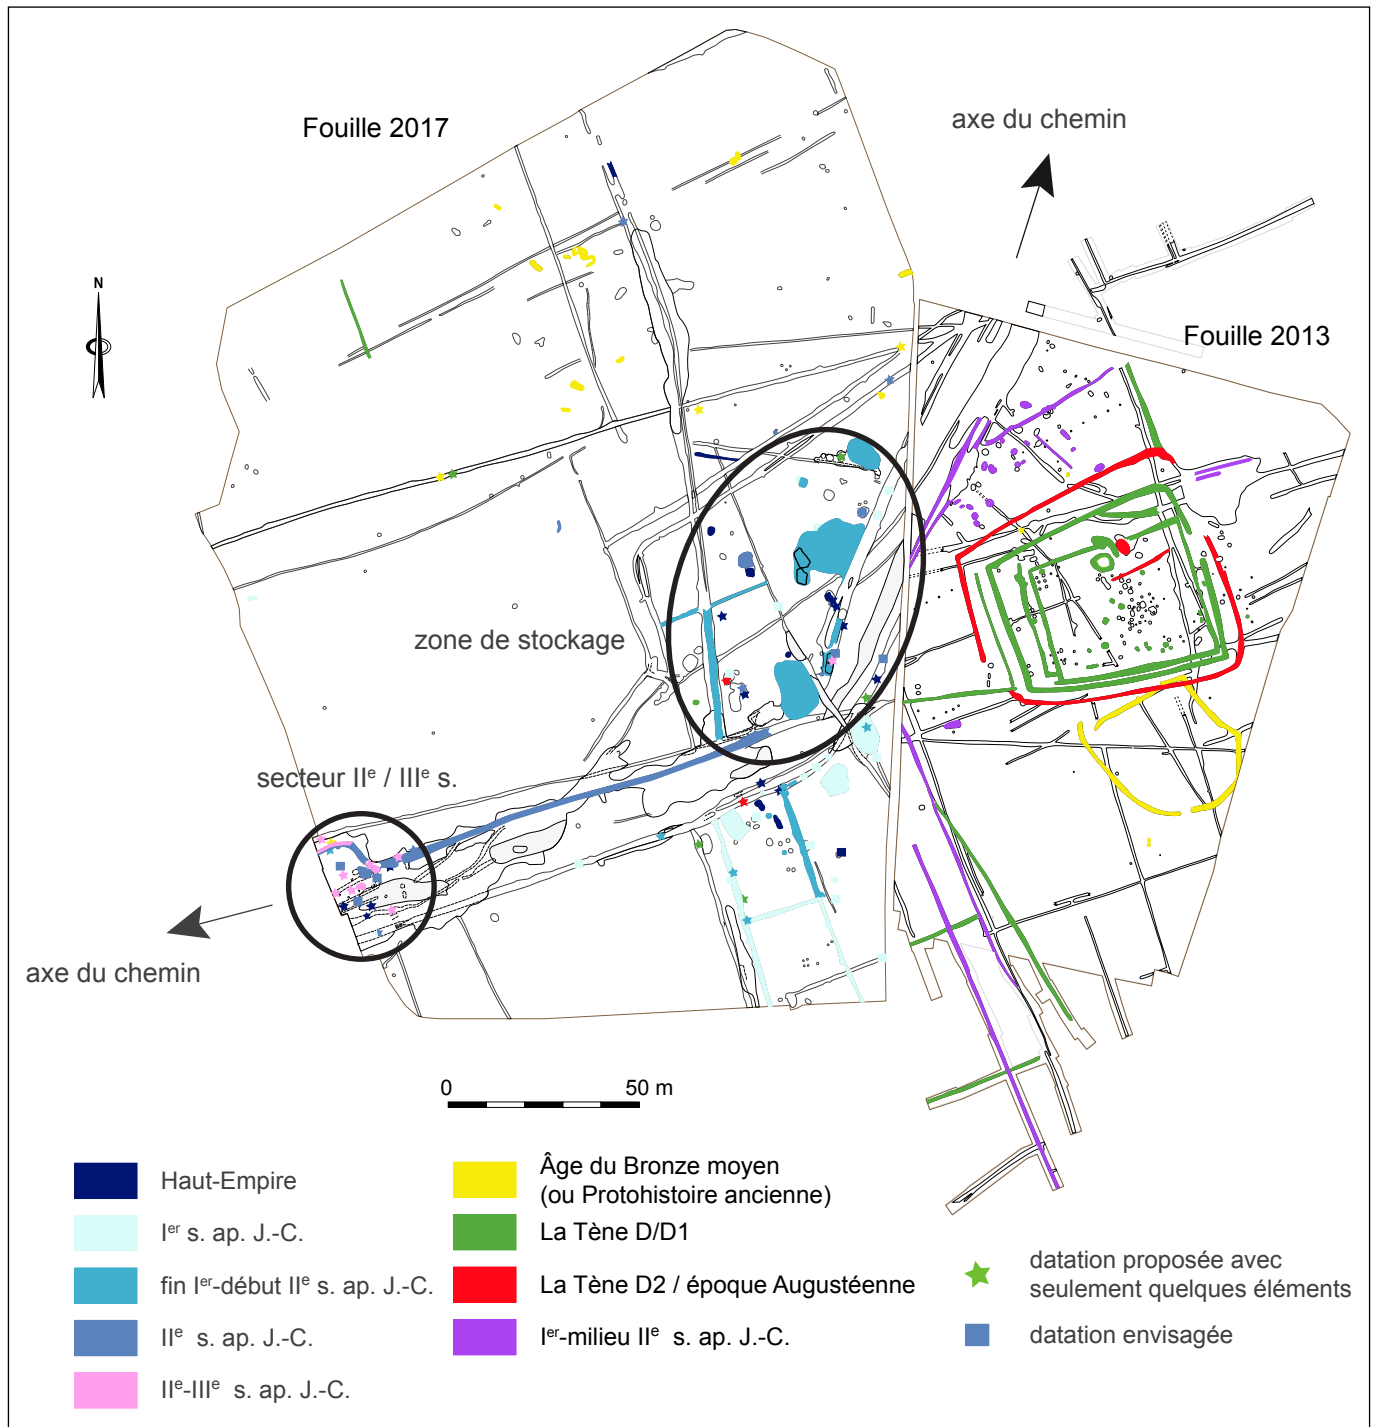 Fouille 2017
axe du chemin
N
Fouille 2013
zone de stockage
secteur IIᵉ / IIIᵉ s.
axe du chemin
0 50 m
Haut-Empire
Iᵉʳ s. ap. J.-C.
fin Iᵉʳ-début IIᵉ s. ap. J.-C.
IIᵉ s. ap. J.-C.
IIᵉ-IIIᵉ s. ap. J.-C.
Âge du Bronze moyen
(ou Protohistoire ancienne)
La Tène D/D1
La Tène D2 / époque Augustéenne
Iᵉʳ-milieu IIᵉ s. ap. J.-C.
datation proposée avec
seulement quelques éléments
datation envisagée